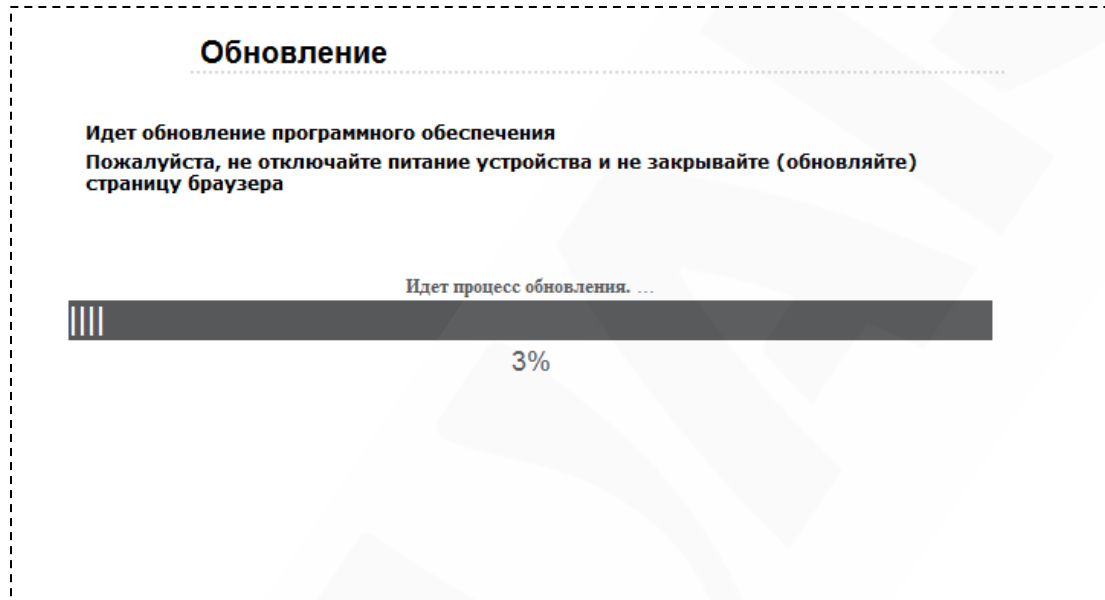 Обновление
Идет обновление программного обеспечения
Пожалуйста, не отключайте питание устройства и не закрывайте (обновляйте)
страницу браузера
Идет процесс обновления. ...
3%